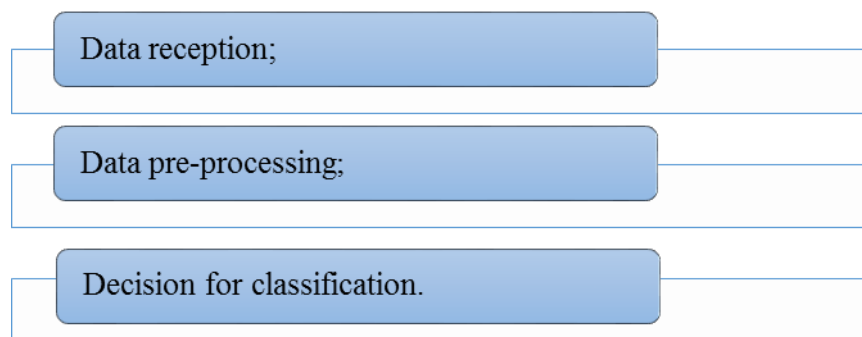 Data reception;
Data pre-processing;
Decision for classification.